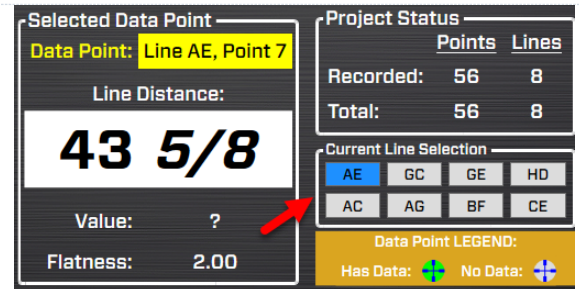 Selected Data Point
Data Point: Line AE, Point 7
Line Distance:
43 5/8
Value: ?
Flatness: 2.00
Project Status
Points Lines
Recorded: 56 8
Total: 56 8
Current Line Selection
AE GC GE HD
AC AG BF CE
Data Point LEGEND:
Has Data: No Data: